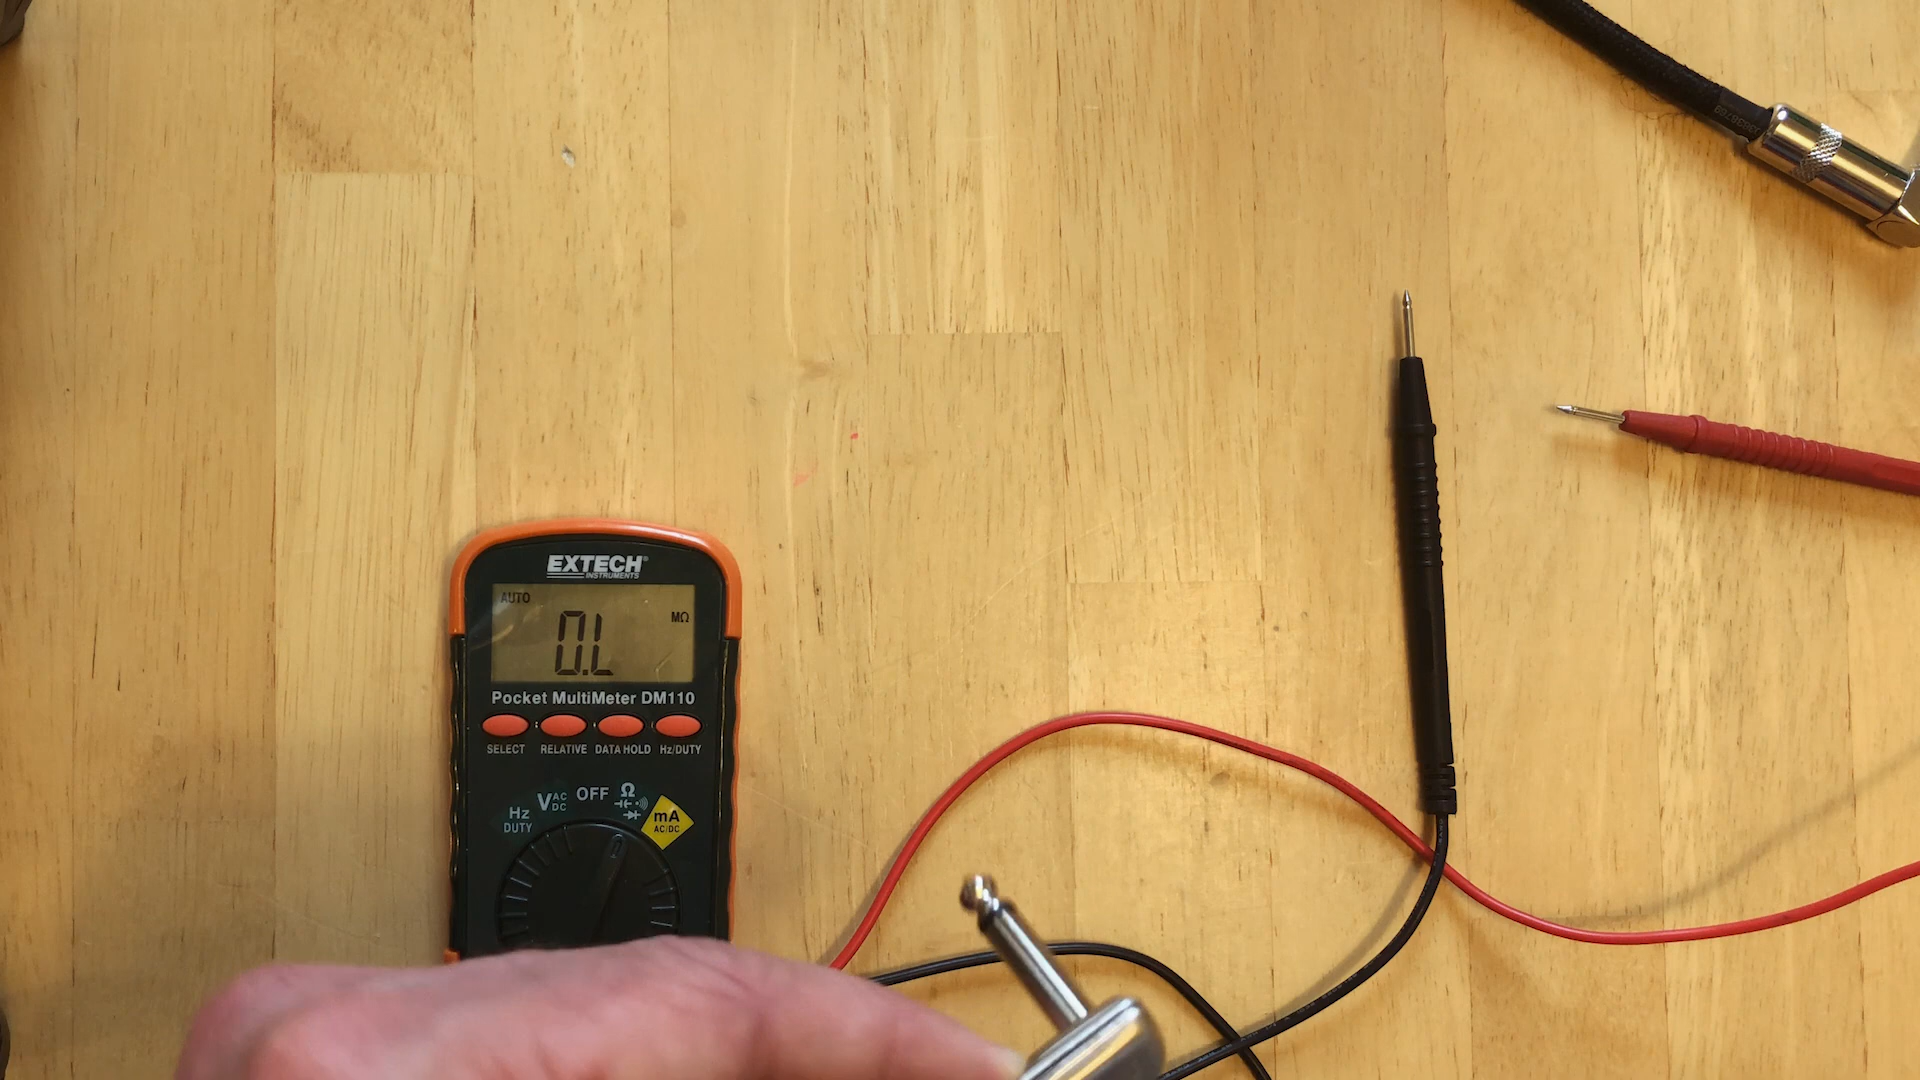 EXTECH®
INSTRUMENTS
AUTO
MΩ
0.L
Pocket MultiMeter DM110
SELECT RELATIVE DATA HOLD Hz/DUTY
OFF
Ω
V AC
DC
Hz
DUTY
mA
AC/DC